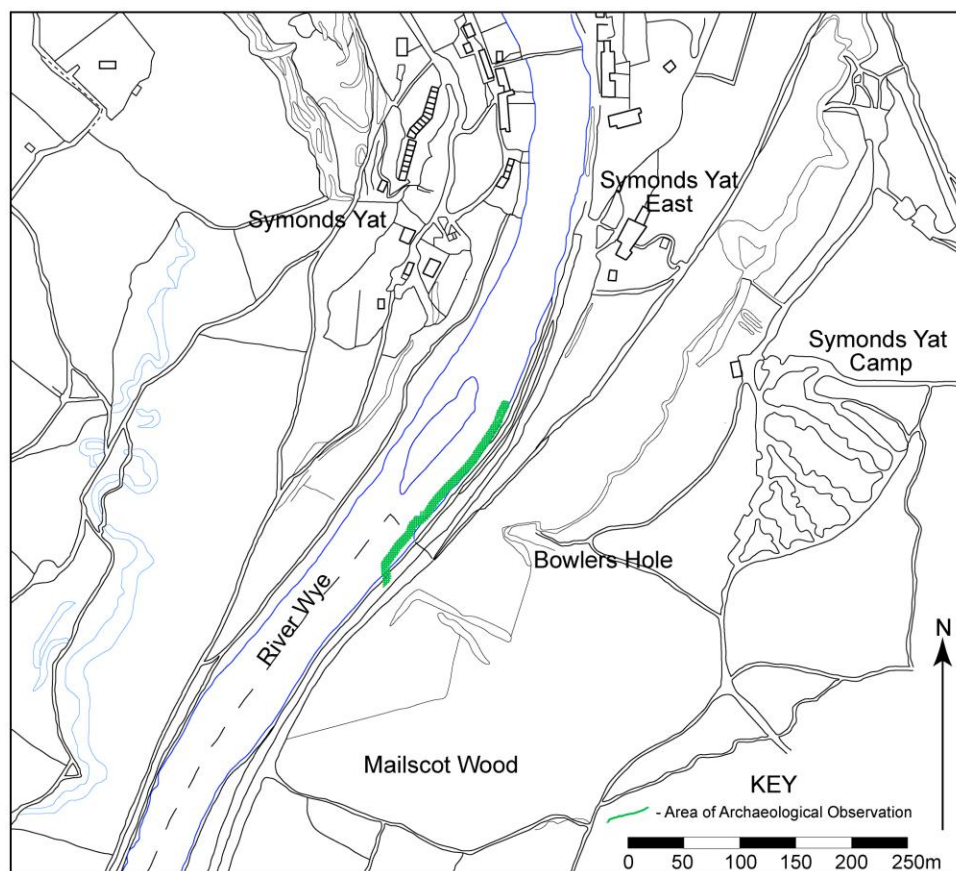 Symonds Yat
Symonds Yat
East
Symonds Yat
Camp
Bowlers Hole
River Wye
Mailscot Wood
N
KEY
- Area of Archaeological Observation
0 50 100 150 200 250m